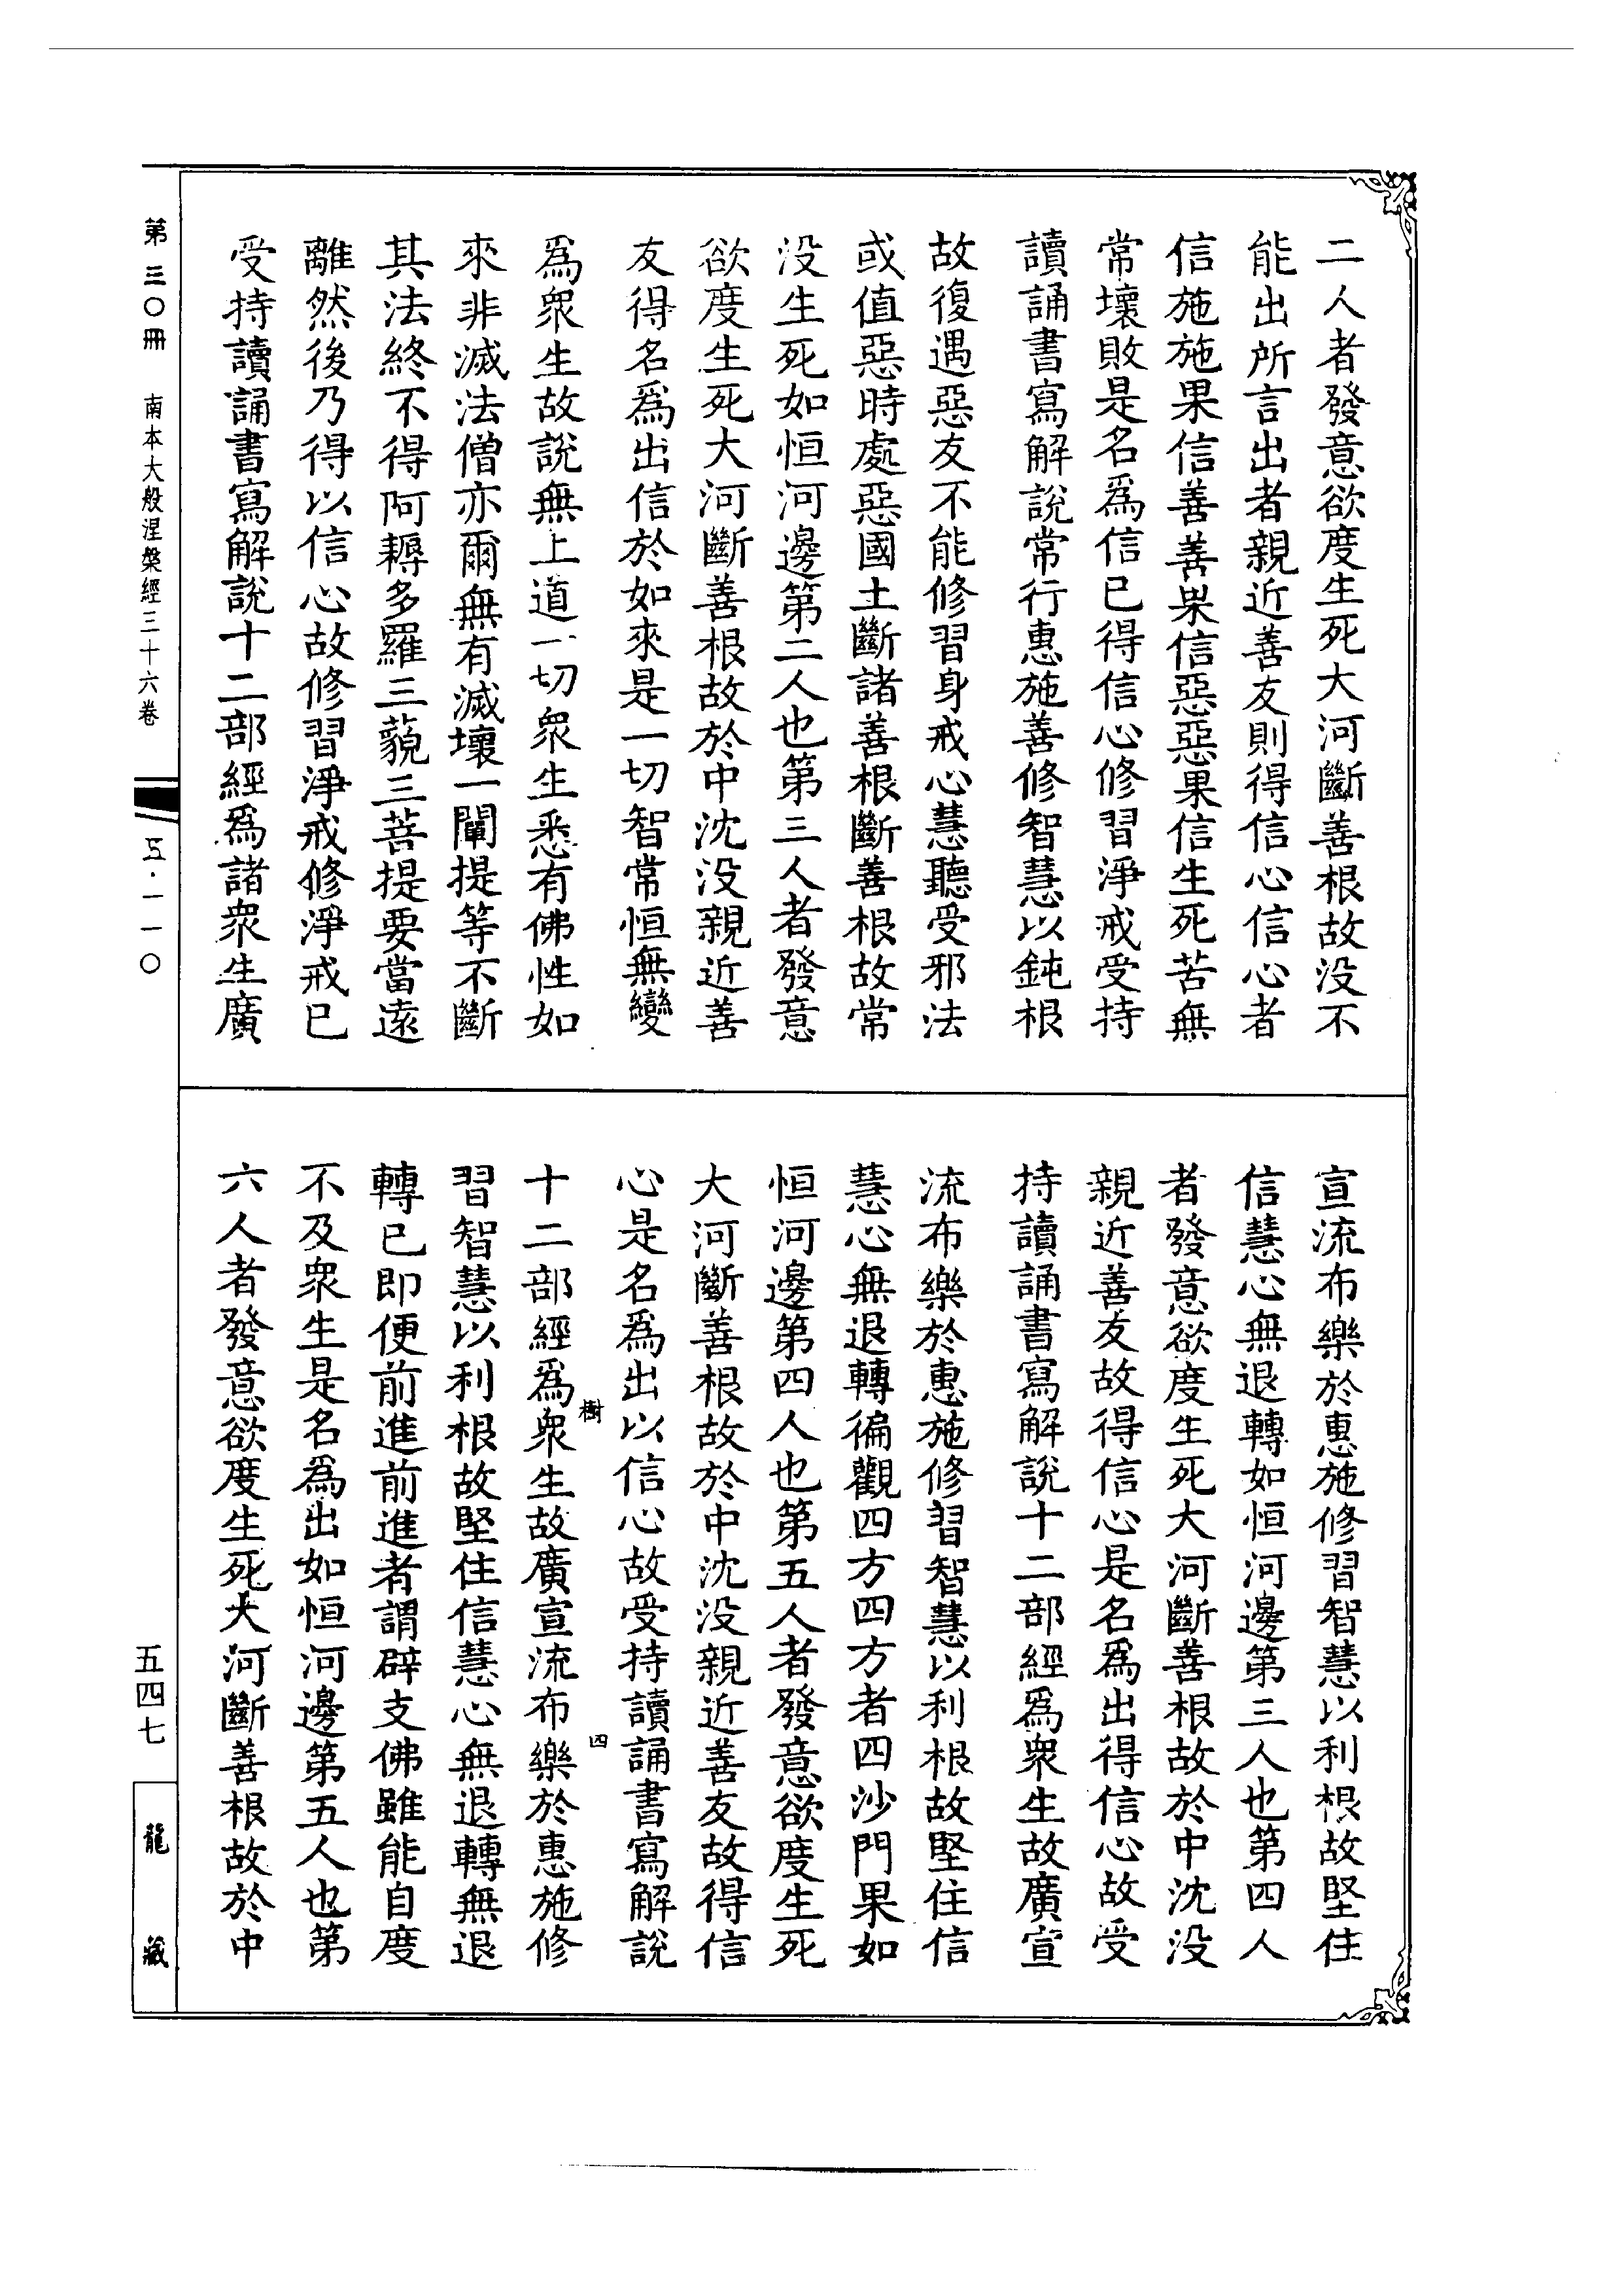 二人者發意欲度生死大河斷善根故没不
能出所言出者親近善友則得信心信心者
信施施果信善善果信惡惡果信生死苦無
常壞敗是名爲信已得信心修習淨戒受持
讀誦書寫解說常行惠施善修智慧以鈍根
故復遇惡友不能修習身戒心慧聽受邪法
或值惡時處惡國土斷諸善根斷善根故常
没生死如恒河邊第二人也第三人者發意
欲度生死大河斷善根故於中沈没親近善
友得名爲出信於如來是一切智常恒無變
爲衆生故說無上道一切衆生悉有佛性如
來非滅法僧亦爾無有滅壞一闡提等不斷
其法終不得阿耨多羅三藐三菩提要當遠
離然後乃得以信心故修習淨戒修淨戒已
受持讀誦書寫解說十二部經爲諸衆生廣
宣流布樂於惠施修習智慧以利根故堅住
信慧心無退轉如恒河邊第三人也第四人
者發意欲度生死大河斷善根故於中沈没
親近善友故得信心是名爲出得信心故受
持讀誦書寫解說十二部經爲衆生故廣宣
流布樂於惠施修習智慧以利根故堅住信
慧心無退轉徧觀四方四方者四沙門果如
恒河邊第四人也第五人者發意欲度生死
大河斷善根故於中沈没親近善友故得信
心是名爲出以信心故受持讀誦書寫解說
樹 四
十二部經爲衆生故廣宣流布樂於惠施修
習智慧以利根故堅住信慧心無退轉無退
轉已即便前進前進者謂辟支佛雖能自度
不及衆生是名爲出如恒河邊第五人也第
六人者發意欲度生死大河斷善根故於中
第三〇冊 南本大般涅槃經三十六卷
五·一一〇
五四七
龍藏